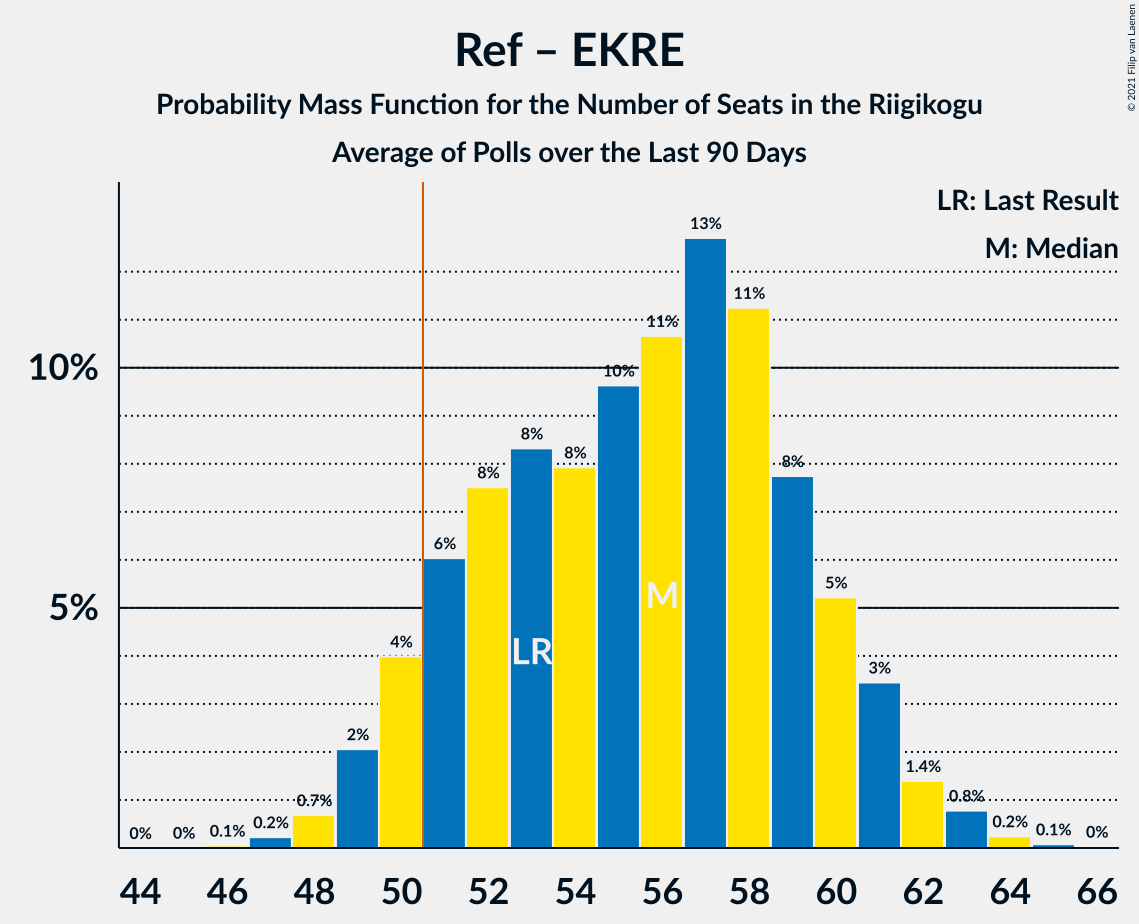 Ref – EKRE
Probability Mass Function for the Number of Seats in the Riigikogu
Average of Polls over the Last 90 Days
© 2021 Filip van Laenen
LR: Last Result
M: Median
10%
5%
0%
0%
0.1%
0.2%
0.7%
2%
4%
6%
8%
8%
8%
10%
11%
13%
11%
8%
5%
3%
1.4%
0.8%
0.2%
0.1%
0%
LR
M
44 46 48 50 52 54 56 58 60 62 64 66